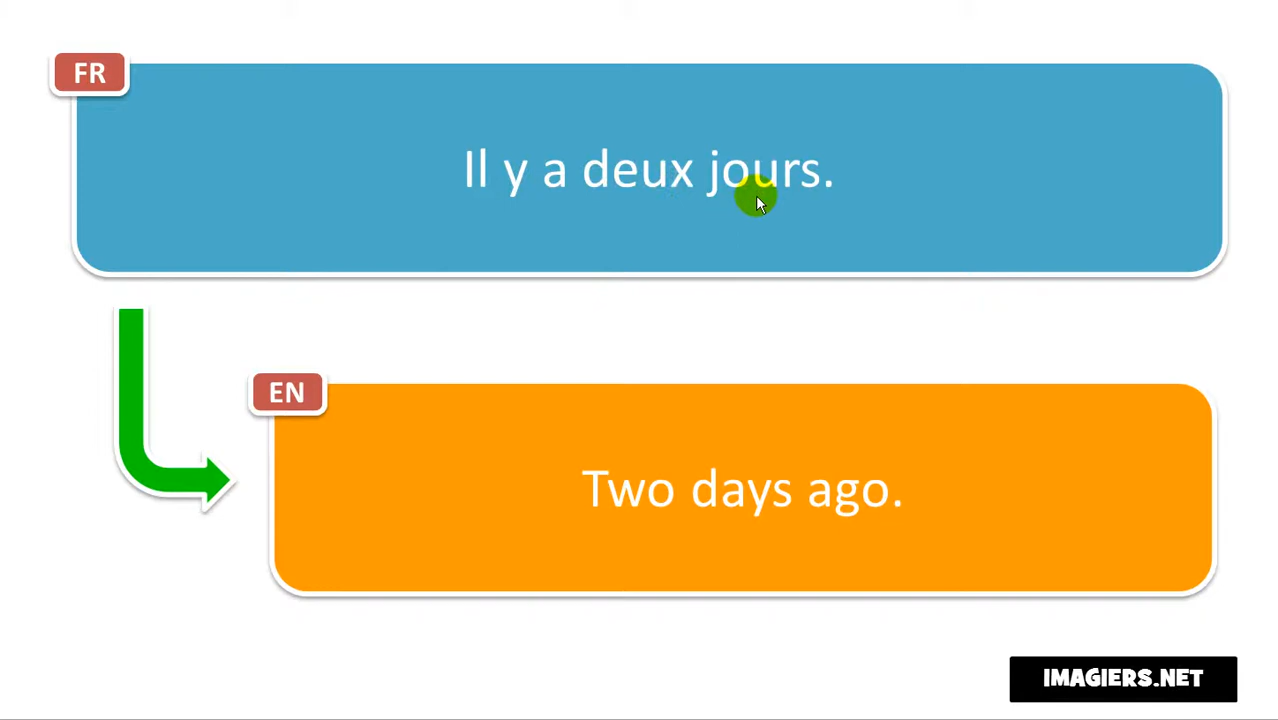 FR
Il y a deux jours.
EN
Two days ago.
IMAGIERS.NET